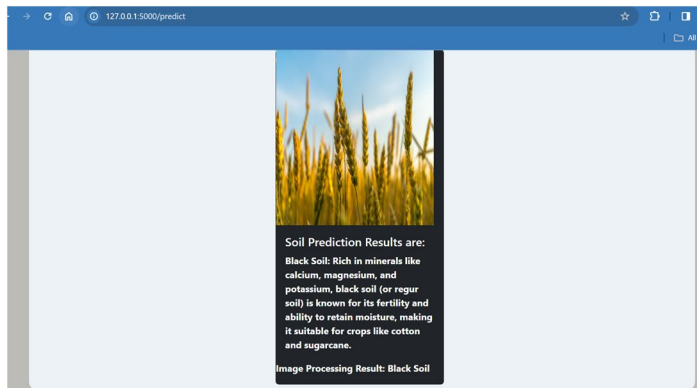 127.0.0.1:5000/predict
All
Soil Prediction Results are:
Black Soil: Rich in minerals like
calcium, magnesium, and
potassium, black soil (or regur
soil) is known for its fertility and
ability to retain moisture, making
it suitable for crops like cotton
and sugarcane.
Image Processing Result: Black Soil